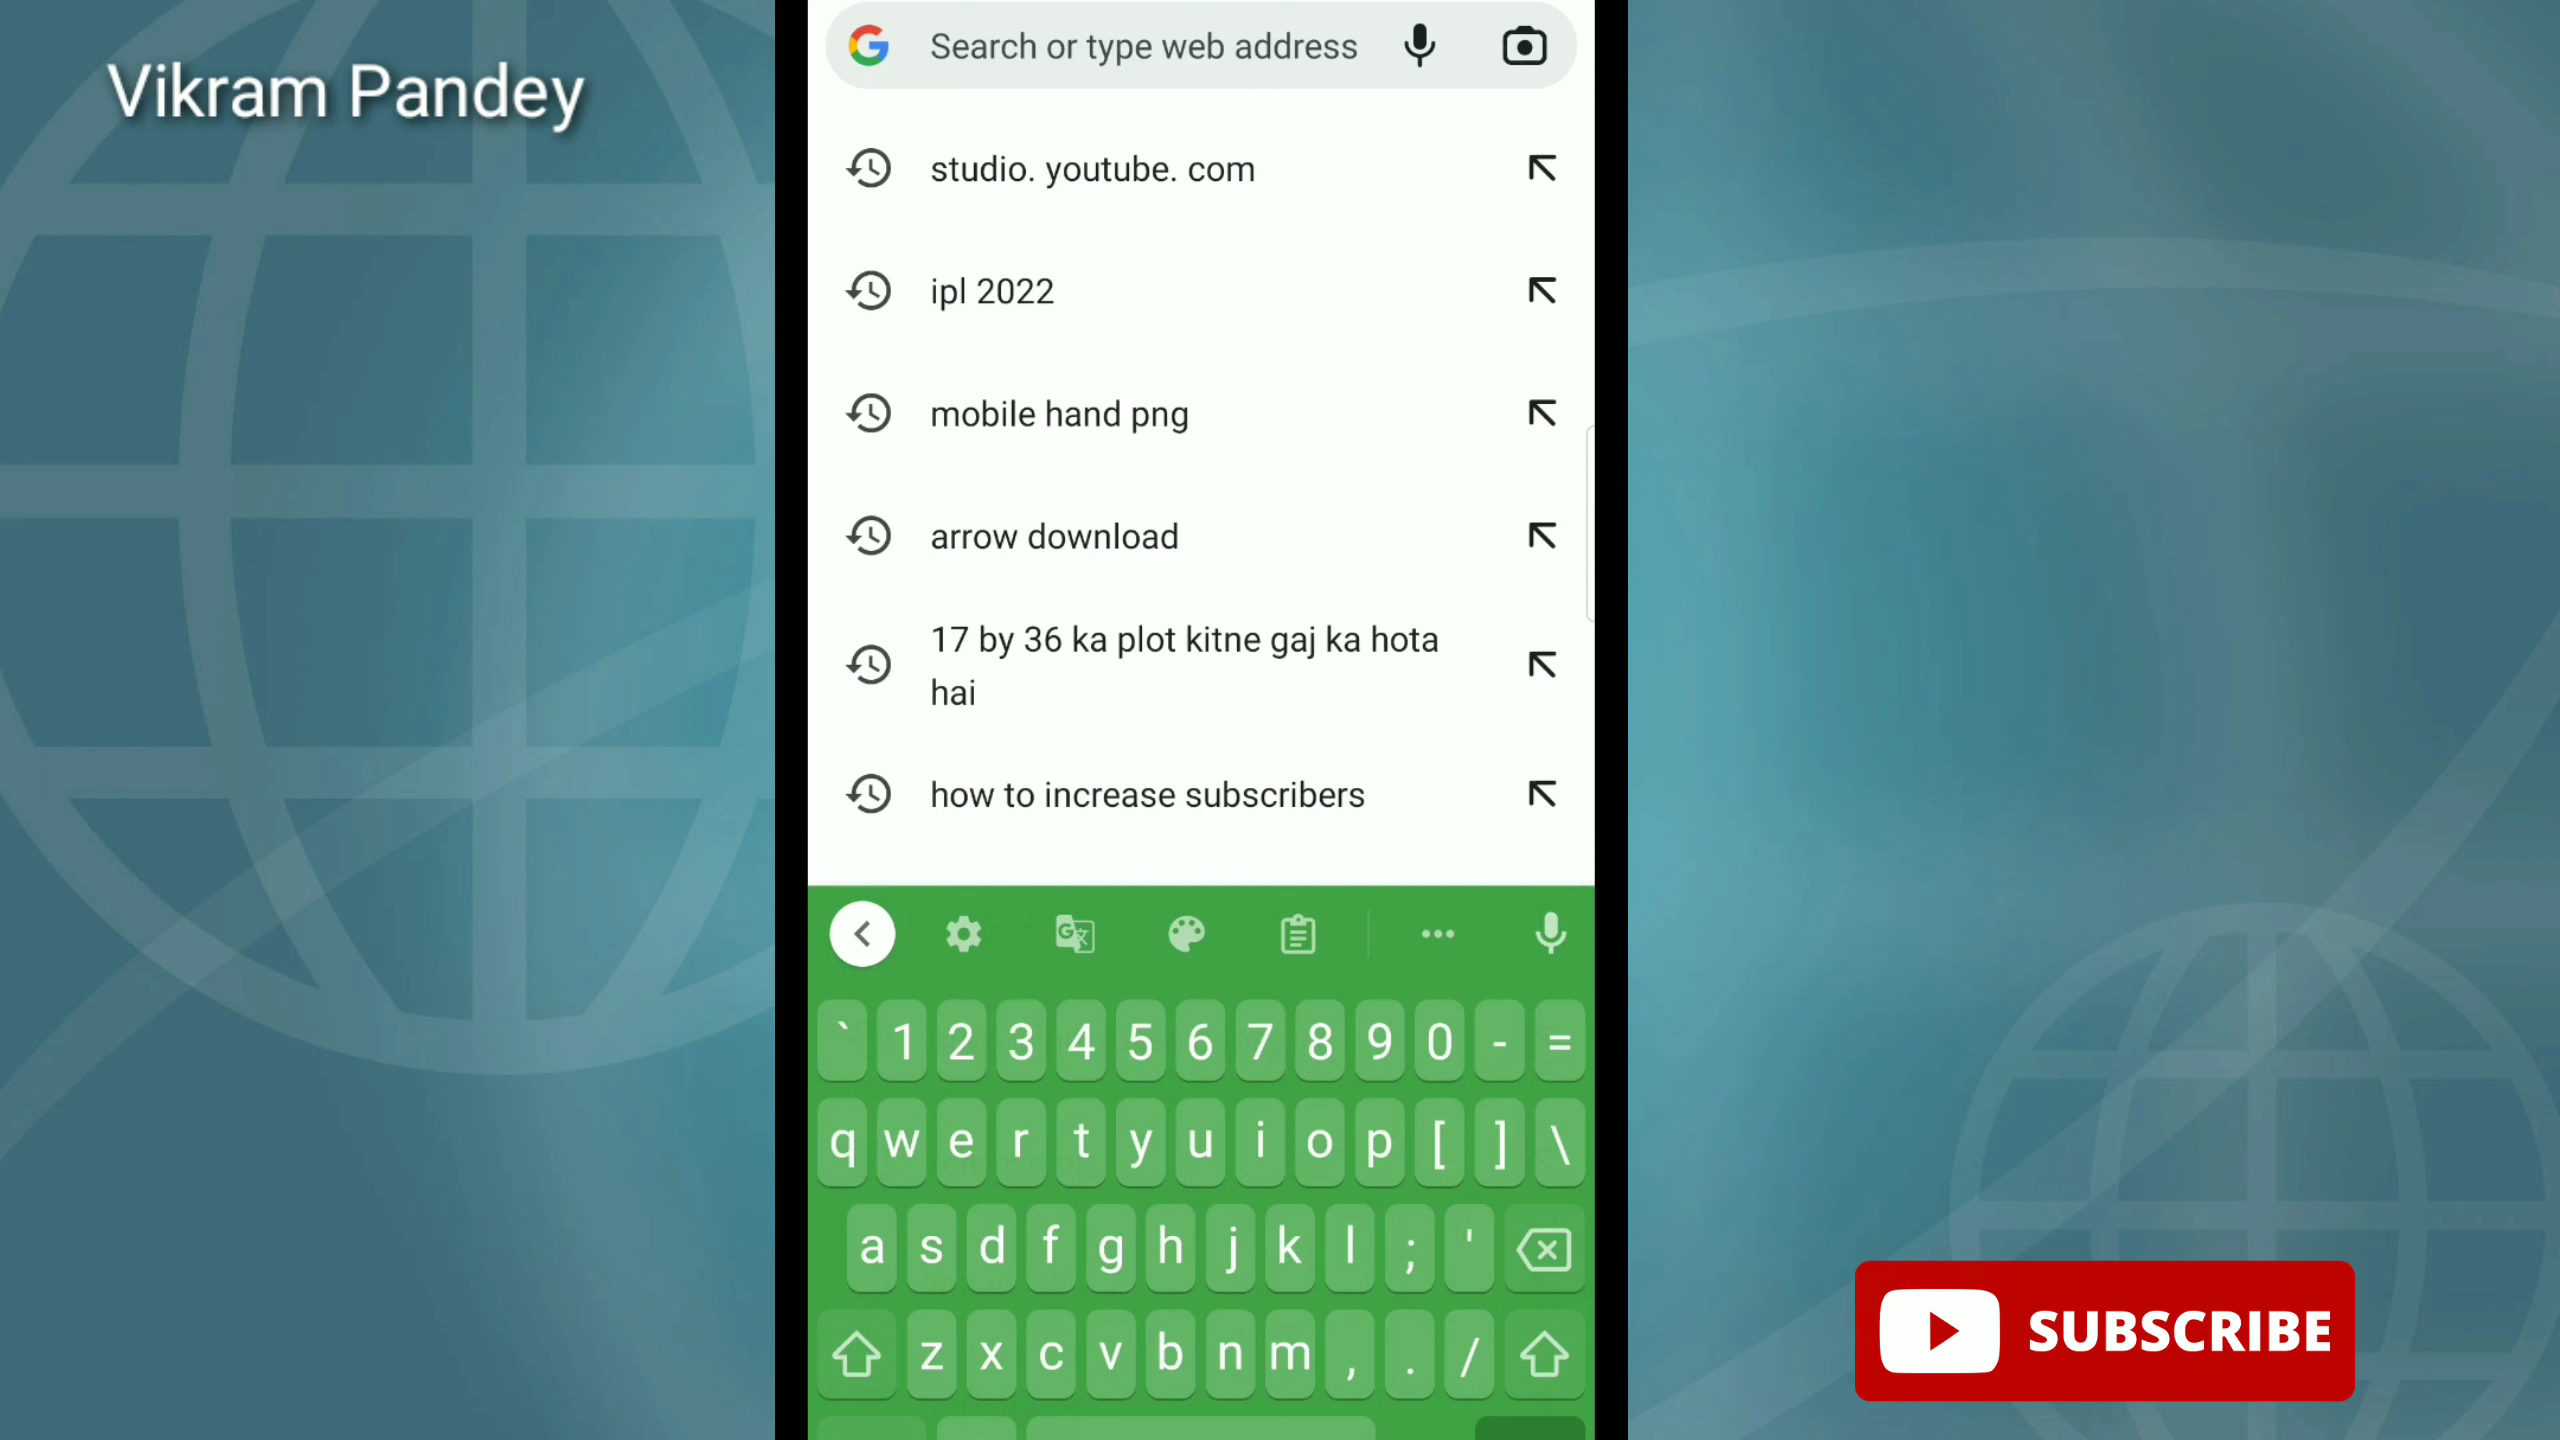 Vikram Pandey
Search or type web address
studio. youtube. com
ipl 2022
mobile hand png
arrow download
17 by 36 ka plot kitne gaj ka hota
hai
how to increase subscribers
` 1 2 3 4 5 6 7 8 9 0 - =
q w e r t y u i o p [ ] \
a s d f g h j k l ; '
z x c v b n m , . /
SUBSCRIBE